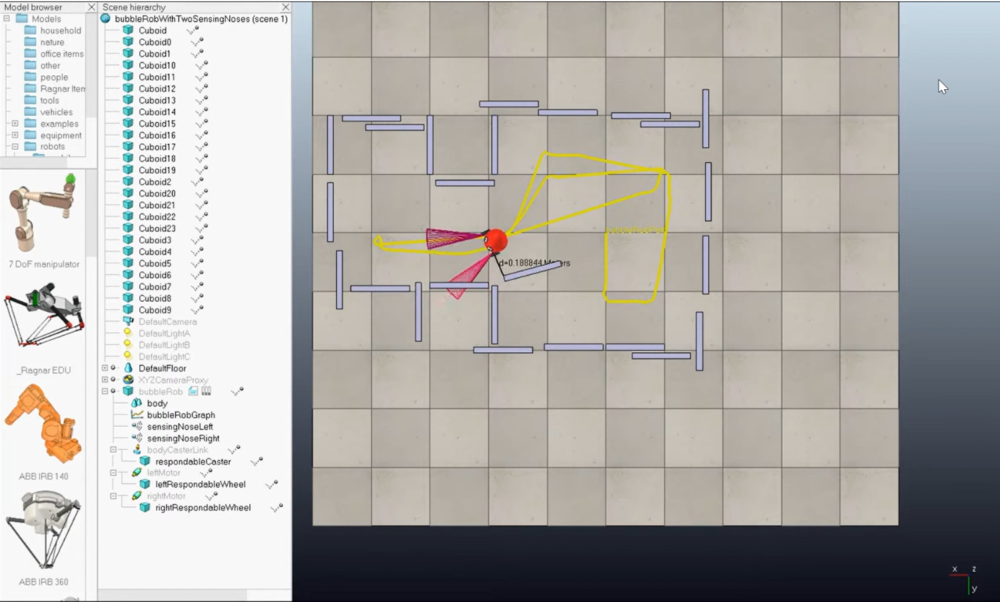 Model browser
Models
household
nature
office items
other
people
Ragnar Iten
tools
vehicles
examples
equipment
robots
7 DoF manipulator
_Ragnar EDU
ABB IRB 140
ABB IRB 360
Scene hierarchy
bubbleRobWithTwoSensingNoses (scene 1)
Cuboid
Cuboid0
Cuboid1
Cuboid10
Cuboid11
Cuboid12
Cuboid13
Cuboid14
Cuboid15
Cuboid16
Cuboid17
Cuboid18
Cuboid19
Cuboid2
Cuboid20
Cuboid21
Cuboid22
Cuboid23
Cuboid3
Cuboid4
Cuboid5
Cuboid6
Cuboid7
Cuboid8
Cuboid9
DefaultCamera
DefaultLightA
DefaultLightB
DefaultLightC
DefaultFloor
XYZCameraProxy
bubbleRob
body
bubbleRobGraph
sensingNoseLeft
sensingNoseRight
bodyCasterLink
respondableCaster
leftMotor
leftRespondableWheel
rightMotor
rightRespondableWheel
d=0.188844 Meters
x z
y